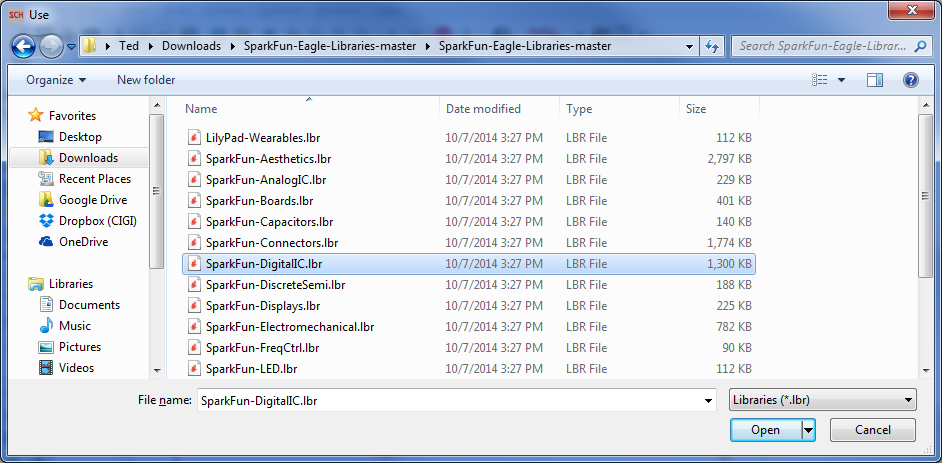 SCH Use
Ted Downloads SparkFun-Eagle-Libraries-master SparkFun-Eagle-Libraries-master Search SparkFun-Eagle-Librar...
Organize New folder
Name Date modified Type Size
Favorites
Desktop
Downloads
Recent Places
Google Drive
Dropbox (CIGI)
OneDrive
Libraries
Documents
Music
Pictures
Videos
LilyPad-Wearables.lbr 10/7/2014 3:27 PM LBR File 112 KB
SparkFun-Aesthetics.lbr 10/7/2014 3:27 PM LBR File 2,797 KB
SparkFun-AnalogIC.lbr 10/7/2014 3:27 PM LBR File 229 KB
SparkFun-Boards.lbr 10/7/2014 3:27 PM LBR File 401 KB
SparkFun-Capacitors.lbr 10/7/2014 3:27 PM LBR File 140 KB
SparkFun-Connectors.lbr 10/7/2014 3:27 PM LBR File 1,774 KB
SparkFun-DigitalIC.lbr 10/7/2014 3:27 PM LBR File 1,300 KB
SparkFun-DiscreteSemi.lbr 10/7/2014 3:27 PM LBR File 188 KB
SparkFun-Displays.lbr 10/7/2014 3:27 PM LBR File 225 KB
SparkFun-Electromechanical.lbr 10/7/2014 3:27 PM LBR File 782 KB
SparkFun-FreqCtrl.lbr 10/7/2014 3:27 PM LBR File 90 KB
SparkFun-LED.lbr 10/7/2014 3:27 PM LBR File 112 KB
File name: SparkFun-DigitalIC.lbr Libraries (*.lbr)
Open Cancel